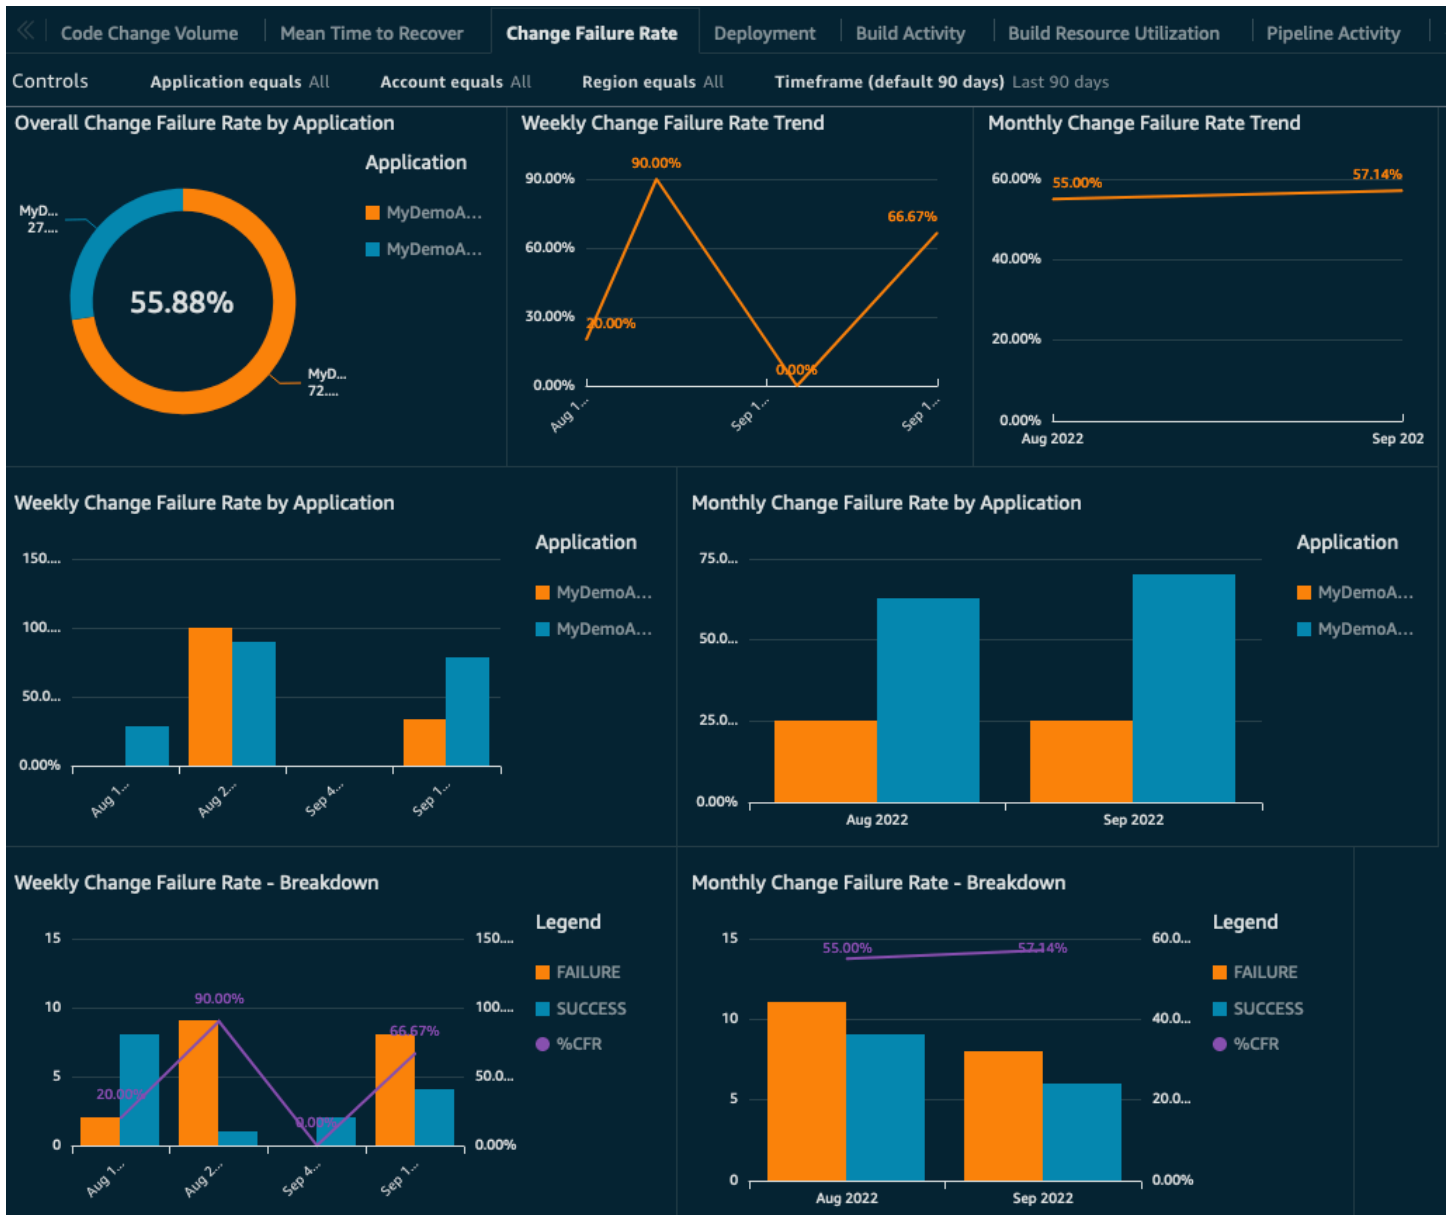 Code Change Volume
Mean Time to Recover
Change Failure Rate
Deployment
Build Activity
Build Resource Utilization
Pipeline Activity
Controls
Application equals All
Account equals All
Region equals All
Timeframe (default 90 days) Last 90 days
Overall Change Failure Rate by Application
Application
MyDemoA...
MyDemoA...
MyD...
27....
55.88%
MyD...
72....
Weekly Change Failure Rate Trend
90.00%
60.00%
30.00%
0.00%
90.00%
66.67%
20.00%
0.00%
Aug 1...
Sep 1...
Sep 1...
Monthly Change Failure Rate Trend
60.00%
40.00%
20.00%
0.00%
55.00%
57.14%
Aug 2022
Sep 202
Weekly Change Failure Rate by Application
150....
100....
50.0...
0.00%
Aug 1...
Aug 2...
Sep 4...
Sep 1...
Application
MyDemoA...
MyDemoA...
Monthly Change Failure Rate by Application
75.0...
50.0...
25.0...
0.00%
Aug 2022
Sep 2022
Application
MyDemoA...
MyDemoA...
Weekly Change Failure Rate - Breakdown
15
10
5
0
150....
100....
50.0...
0.00%
20.00%
90.00%
0.00%
66.67%
Aug 1...
Aug 2...
Sep 4...
Sep 1...
Legend
FAILURE
SUCCESS
%CFR
Monthly Change Failure Rate - Breakdown
15
10
5
0
60.0...
40.0...
20.0...
0.00%
55.00%
57.14%
Aug 2022
Sep 2022
Legend
FAILURE
SUCCESS
%CFR